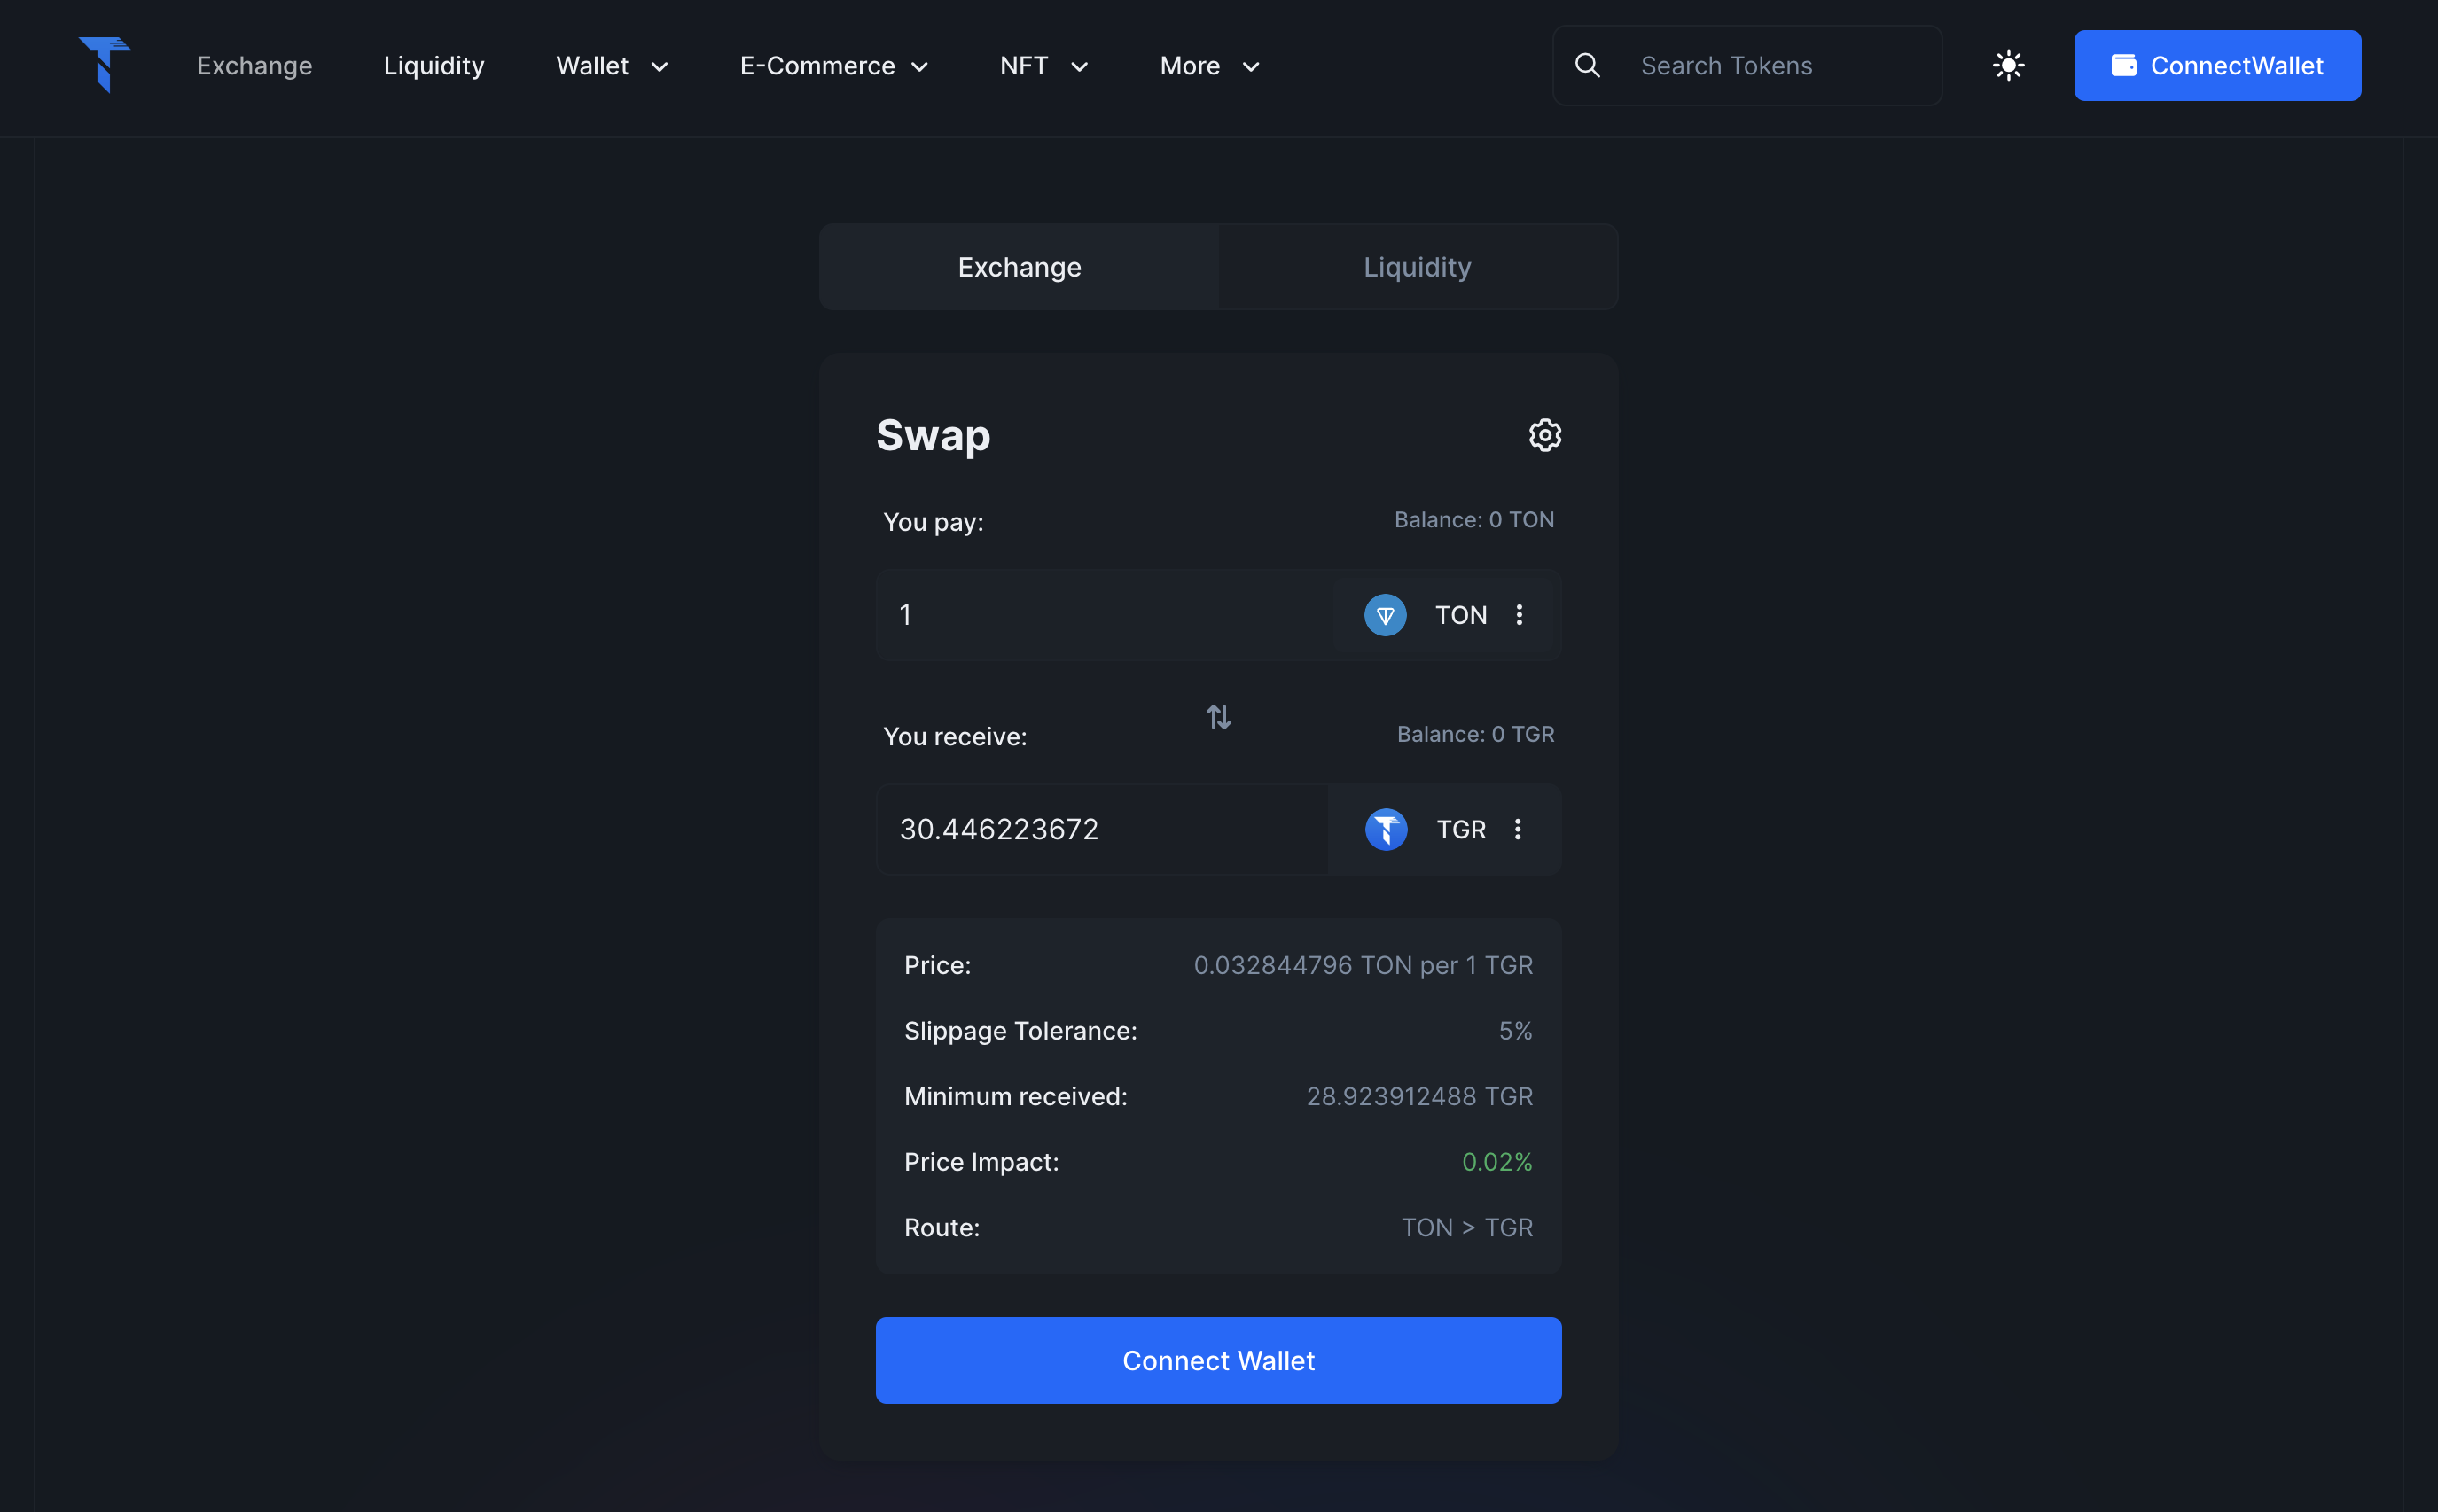 Exchange Liquidity Wallet E-Commerce NFT More Search Tokens ConnectWallet
Exchange Liquidity
Swap
You pay: Balance: 0 TON
1 TON
You receive: Balance: 0 TGR
30.446223672 TGR
Price: 0.032844796 TON per 1 TGR
Slippage Tolerance: 5%
Minimum received: 28.923912488 TGR
Price Impact: 0.02%
Route: TON > TGR
Connect Wallet